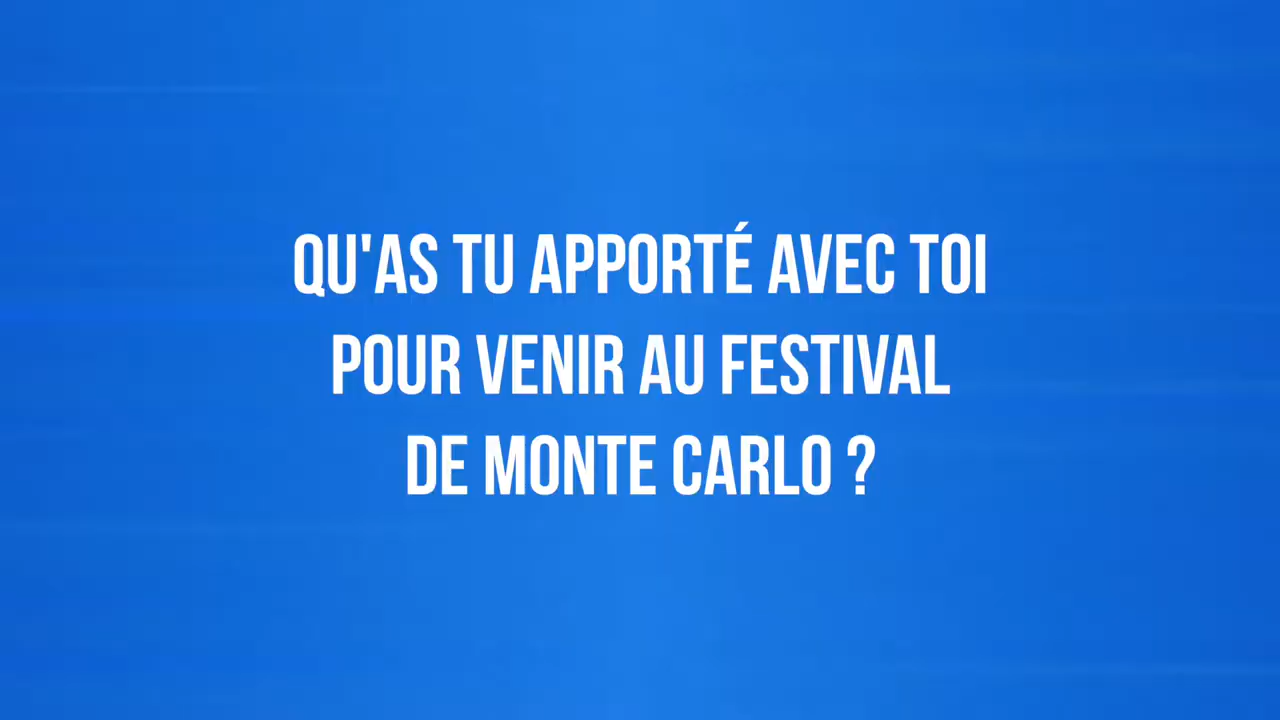 QU'AS TU APPORTÉ AVEC TOI
POUR VENIR AU FESTIVAL
DE MONTE CARLO ?